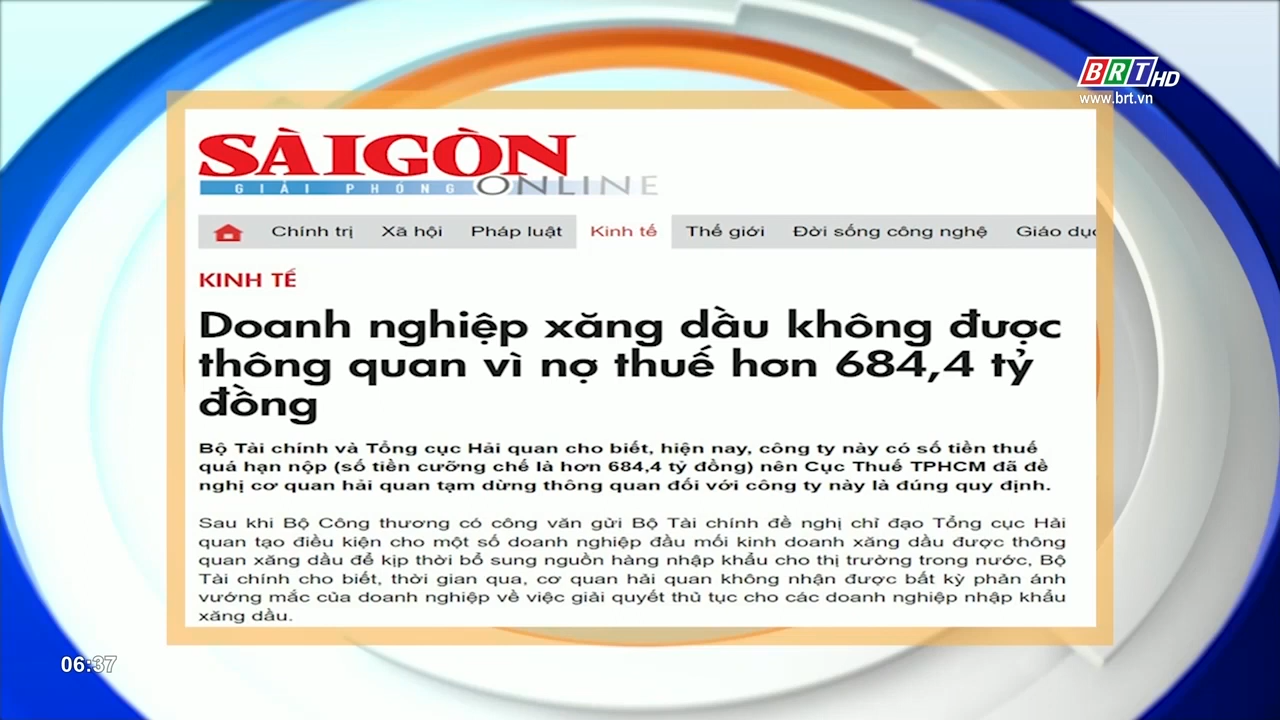 BRT HD
www.brt.vn
SÀIGÒN
GIẢI PHÓNG ONLINE
Chính trị Xã hội Pháp luật Kinh tế Thế giới Đời sống công nghệ Giáo dục
KINH TẾ
Doanh nghiệp xăng dầu không được
thông quan vì nợ thuế hơn 684,4 tỷ
đồng
Bộ Tài chính và Tổng cục Hải quan cho biết, hiện nay, công ty này có số tiền thuế
quá hạn nộp (số tiền cưỡng chế là hơn 684,4 tỷ đồng) nên Cục Thuế TPHCM đã đề
nghị cơ quan hải quan tạm dừng thông quan đối với công ty này là đúng quy định.
Sau khi Bộ Công thương có công văn gửi Bộ Tài chính đề nghị chỉ đạo Tổng cục Hải
quan tạo điều kiện cho một số doanh nghiệp đầu mối kinh doanh xăng dầu được thông
quan xăng dầu để kịp thời bổ sung nguồn hàng nhập khẩu cho thị trường trong nước, Bộ
Tài chính cho biết, thời gian qua, cơ quan hải quan không nhận được bất kỳ phản ánh
vướng mắc của doanh nghiệp về việc giải quyết thủ tục cho các doanh nghiệp nhập khẩu
xăng dầu.
06:37